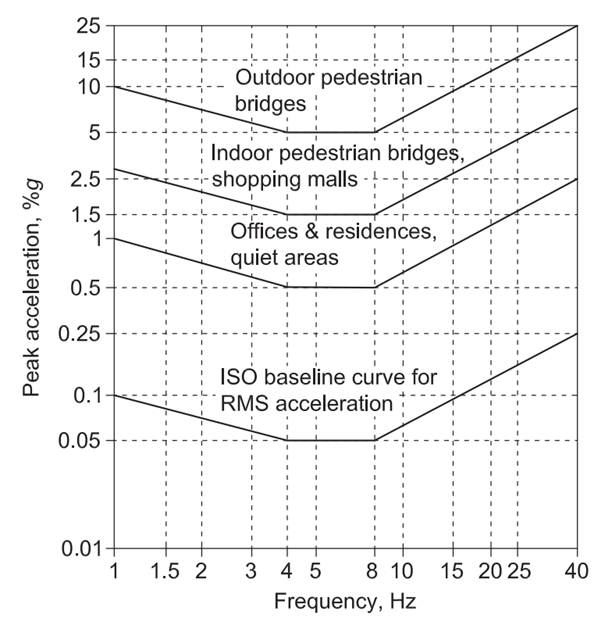 25
15
10
5
2.5
1.5
1
0.5
0.25
0.1
0.05
0.01
Peak acceleration, %g
Outdoor pedestrian
bridges
Indoor pedestrian bridges,
shopping malls
Offices & residences,
quiet areas
ISO baseline curve for
RMS acceleration
1 1.5 2 3 4 5 8 10 15 20 25 40
Frequency, Hz